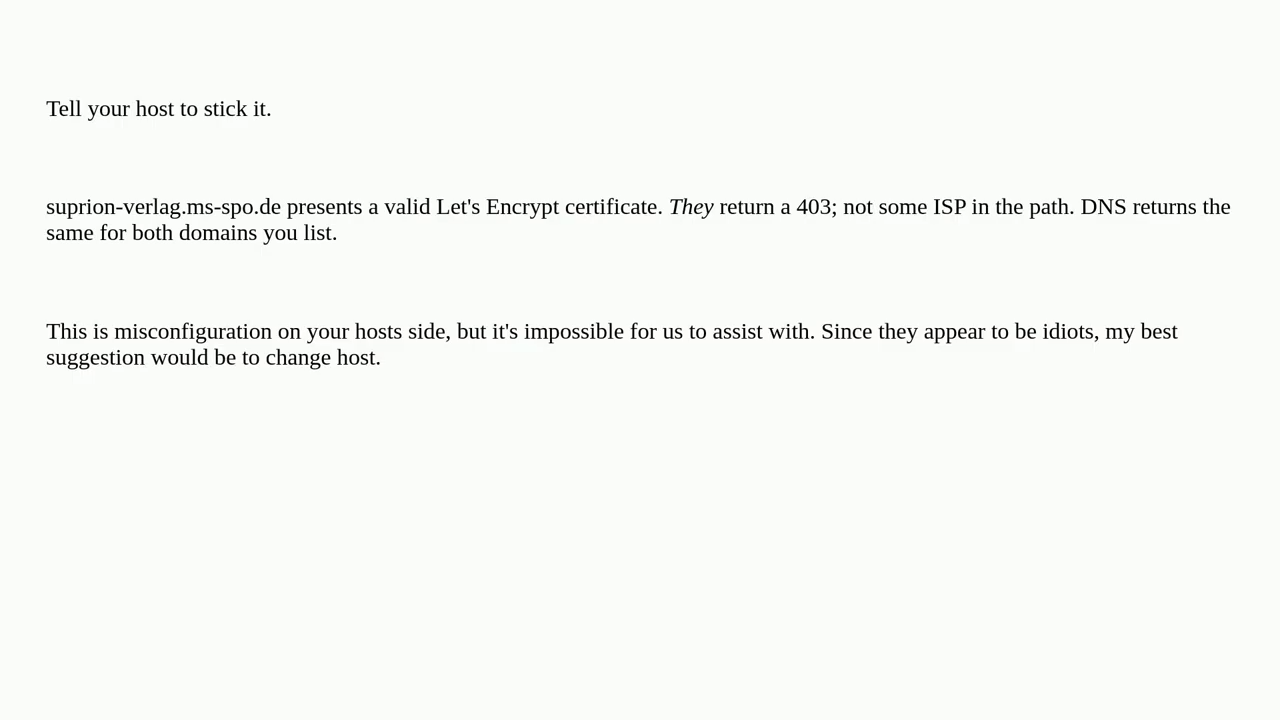 Tell your host to stick it.
suprion-verlag.ms-spo.de presents a valid Let's Encrypt certificate. They return a 403; not some ISP in the path. DNS returns the
same for both domains you list.
This is misconfiguration on your hosts side, but it's impossible for us to assist with. Since they appear to be idiots, my best
suggestion would be to change host.